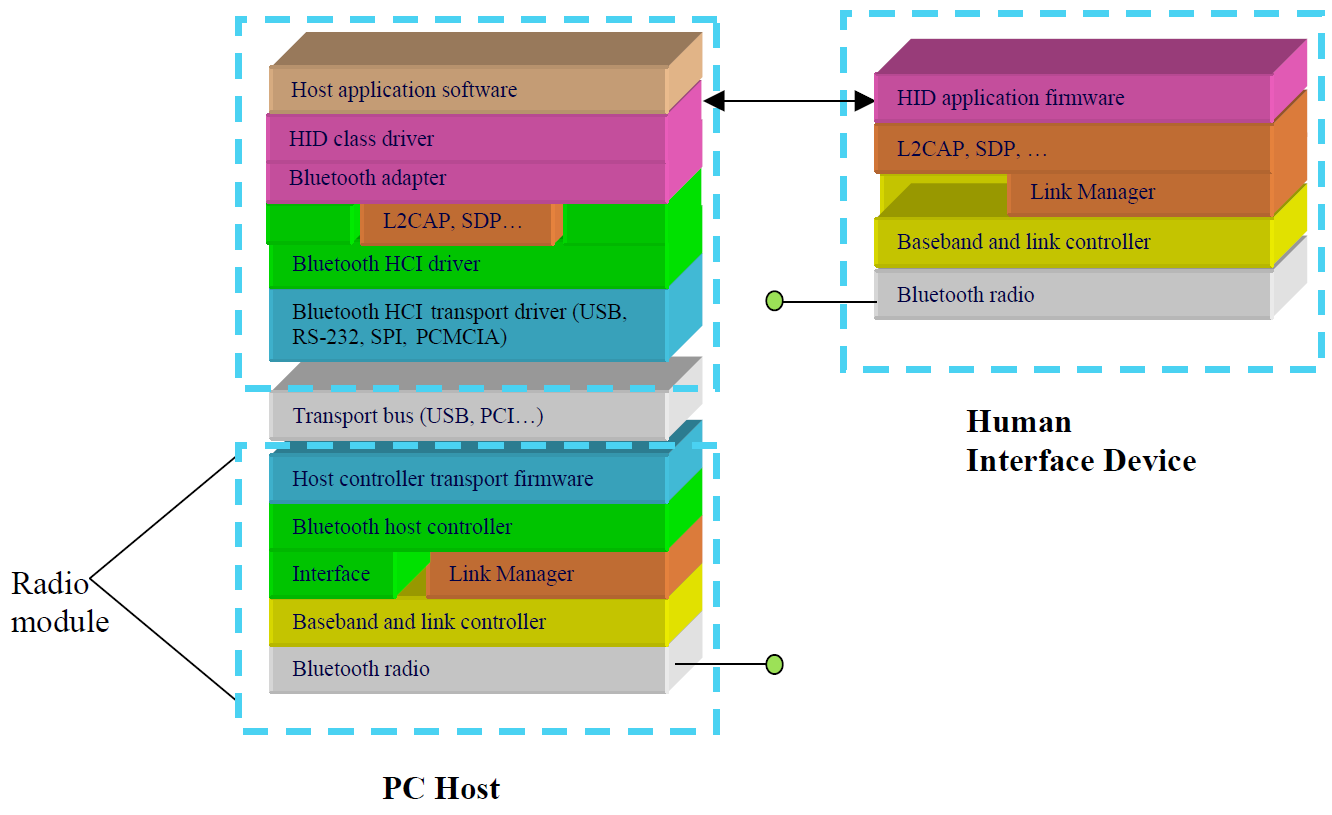 Host application software
HID class driver
Bluetooth adapter
L2CAP, SDP…
Bluetooth HCI driver
Bluetooth HCI transport driver (USB,
RS-232, SPI, PCMCIA)
Transport bus (USB, PCI…)
Host controller transport firmware
Bluetooth host controller
Interface
Link Manager
Baseband and link controller
Bluetooth radio
Radio
module
PC Host
HID application firmware
L2CAP, SDP, …
Link Manager
Baseband and link controller
Bluetooth radio
Human
Interface Device